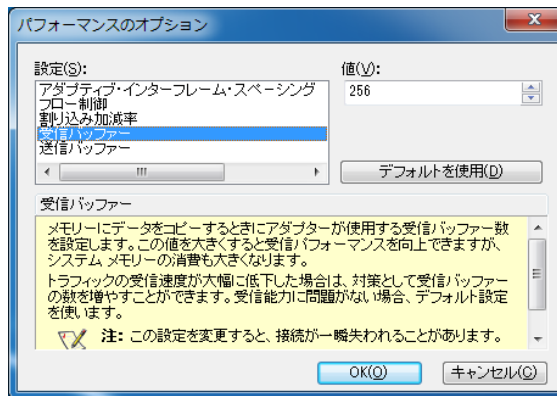 パフォーマンスのオプション
設定(S):
アダプティブ・インターフレーム・スペーシング
フロー制御
割り込み加減率
受信バッファー
送信バッファー
値(V):
256
デフォルトを使用(D)
受信バッファー
メモリーにデータをコピーするときにアダプターが使用する受信バッファー数
を設定します。この値を大きくすると受信パフォーマンスを向上できますが、
システム メモリーの消費も大きくなります。
トラフィックの受信速度が大幅に低下した場合は、対策として受信バッファー
の数を増やすことができます。受信能力に問題がない場合、デフォルト設定
を使います。
注: この設定を変更すると、接続が一瞬失われることがあります。
OK(O)
キャンセル(C)